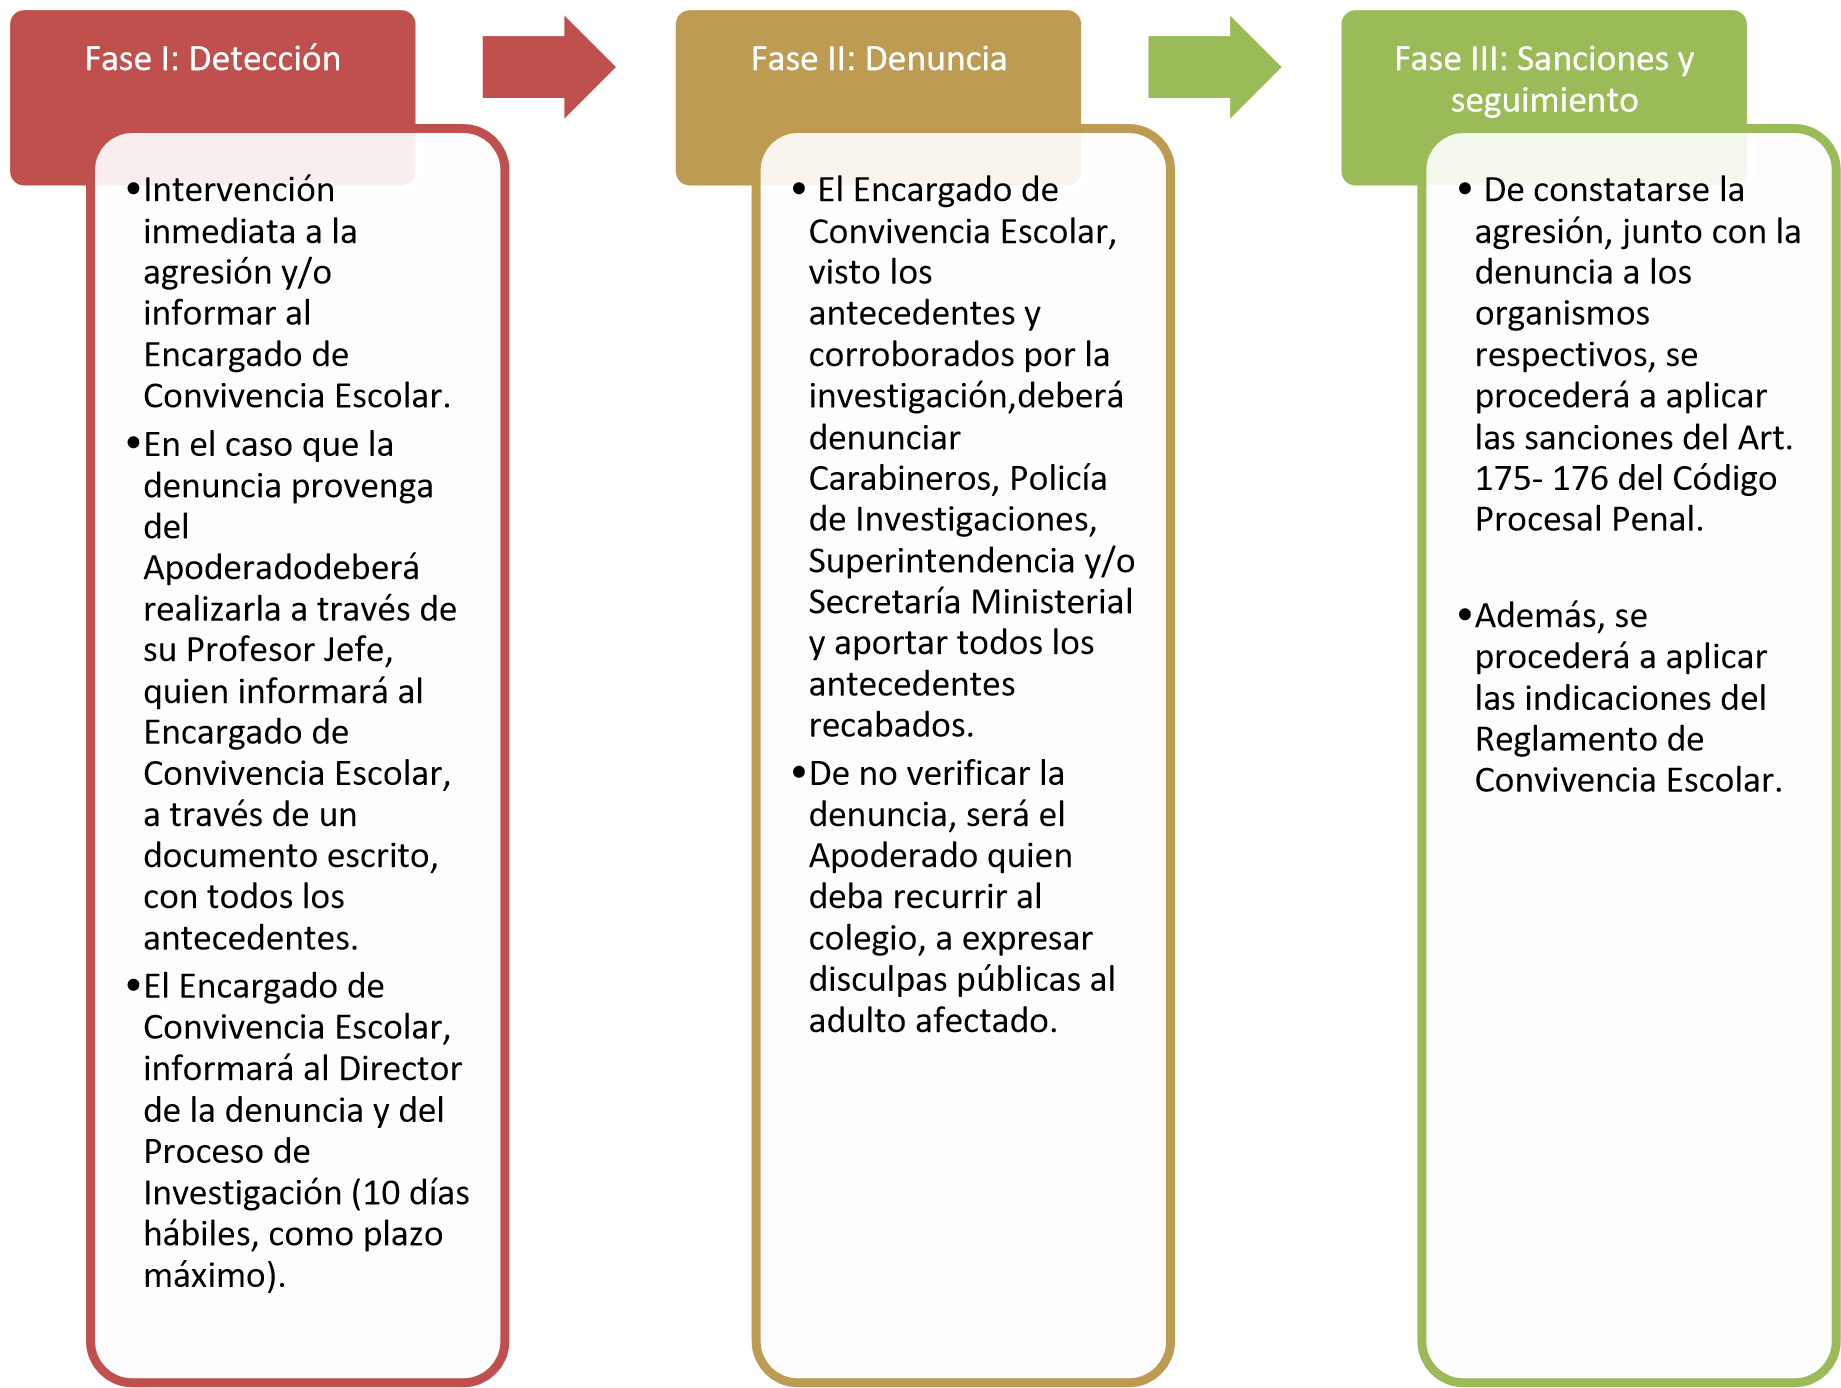 Fase I: Detección
•Intervención
inmediata a la
agresión y/o
informar al
Encargado de
Convivencia Escolar.
•En el caso que la
denuncia provenga
del
Apoderadodeberá
realizarla a través de
su Profesor Jefe,
quien informará al
Encargado de
Convivencia Escolar,
a través de un
documento escrito,
con todos los
antecedentes.
•El Encargado de
Convivencia Escolar,
informará al Director
de la denuncia y del
Proceso de
Investigación (10 días
hábiles, como plazo
máximo).
Fase II: Denuncia
• El Encargado de
Convivencia Escolar,
visto los
antecedentes y
corroborados por la
investigación,deberá
denunciar
Carabineros, Policía
de Investigaciones,
Superintendencia y/o
Secretaría Ministerial
y aportar todos los
antecedentes
recabados.
•De no verificar la
denuncia, será el
Apoderado quien
deba recurrir al
colegio, a expresar
disculpas públicas al
adulto afectado.
Fase III: Sanciones y
seguimiento
• De constatarse la
agresión, junto con la
denuncia a los
organismos
respectivos, se
procederá a aplicar
las sanciones del Art.
175- 176 del Código
Procesal Penal.
•Además, se
procederá a aplicar
las indicaciones del
Reglamento de
Convivencia Escolar.